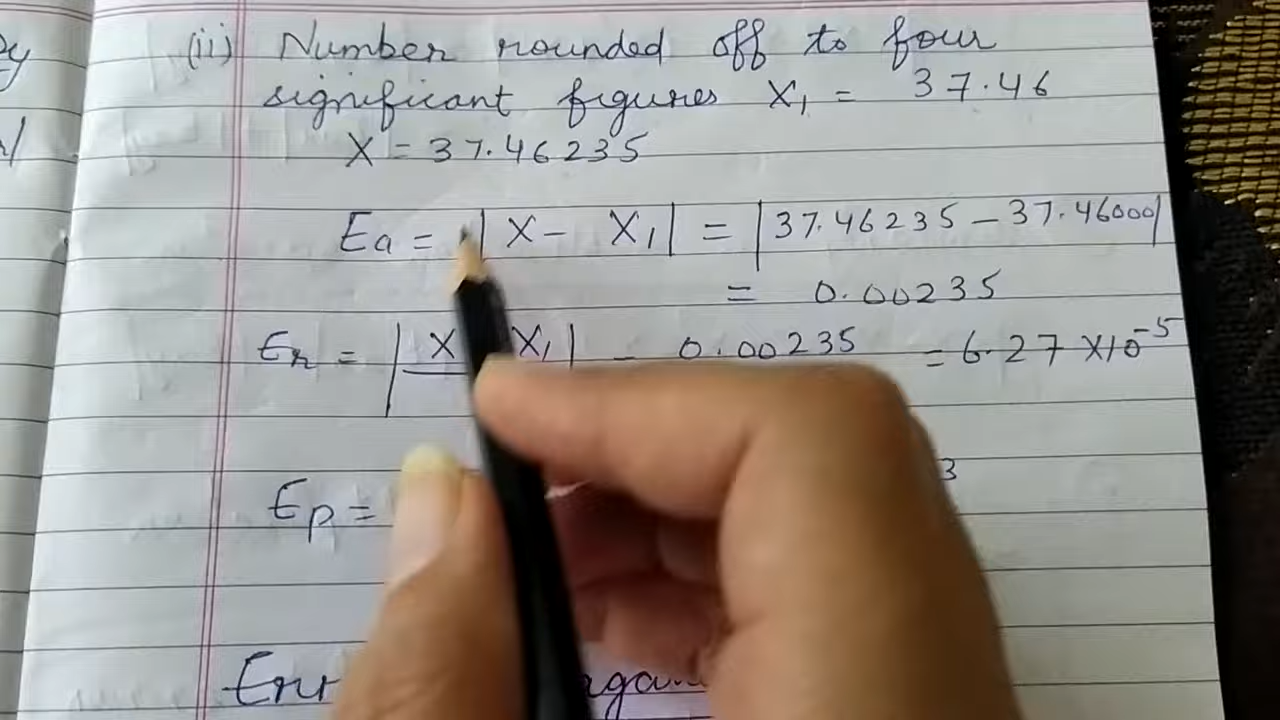 (ii) Number rounded off to four
significant figures X₁ = 37.46
X = 37.46235
Ea = |X - X₁| = |37.46235 - 37.46000|
= 0.00235
Er = |X X₁| = 0.00235 = 6.27 X10⁻⁵
Ep = 3